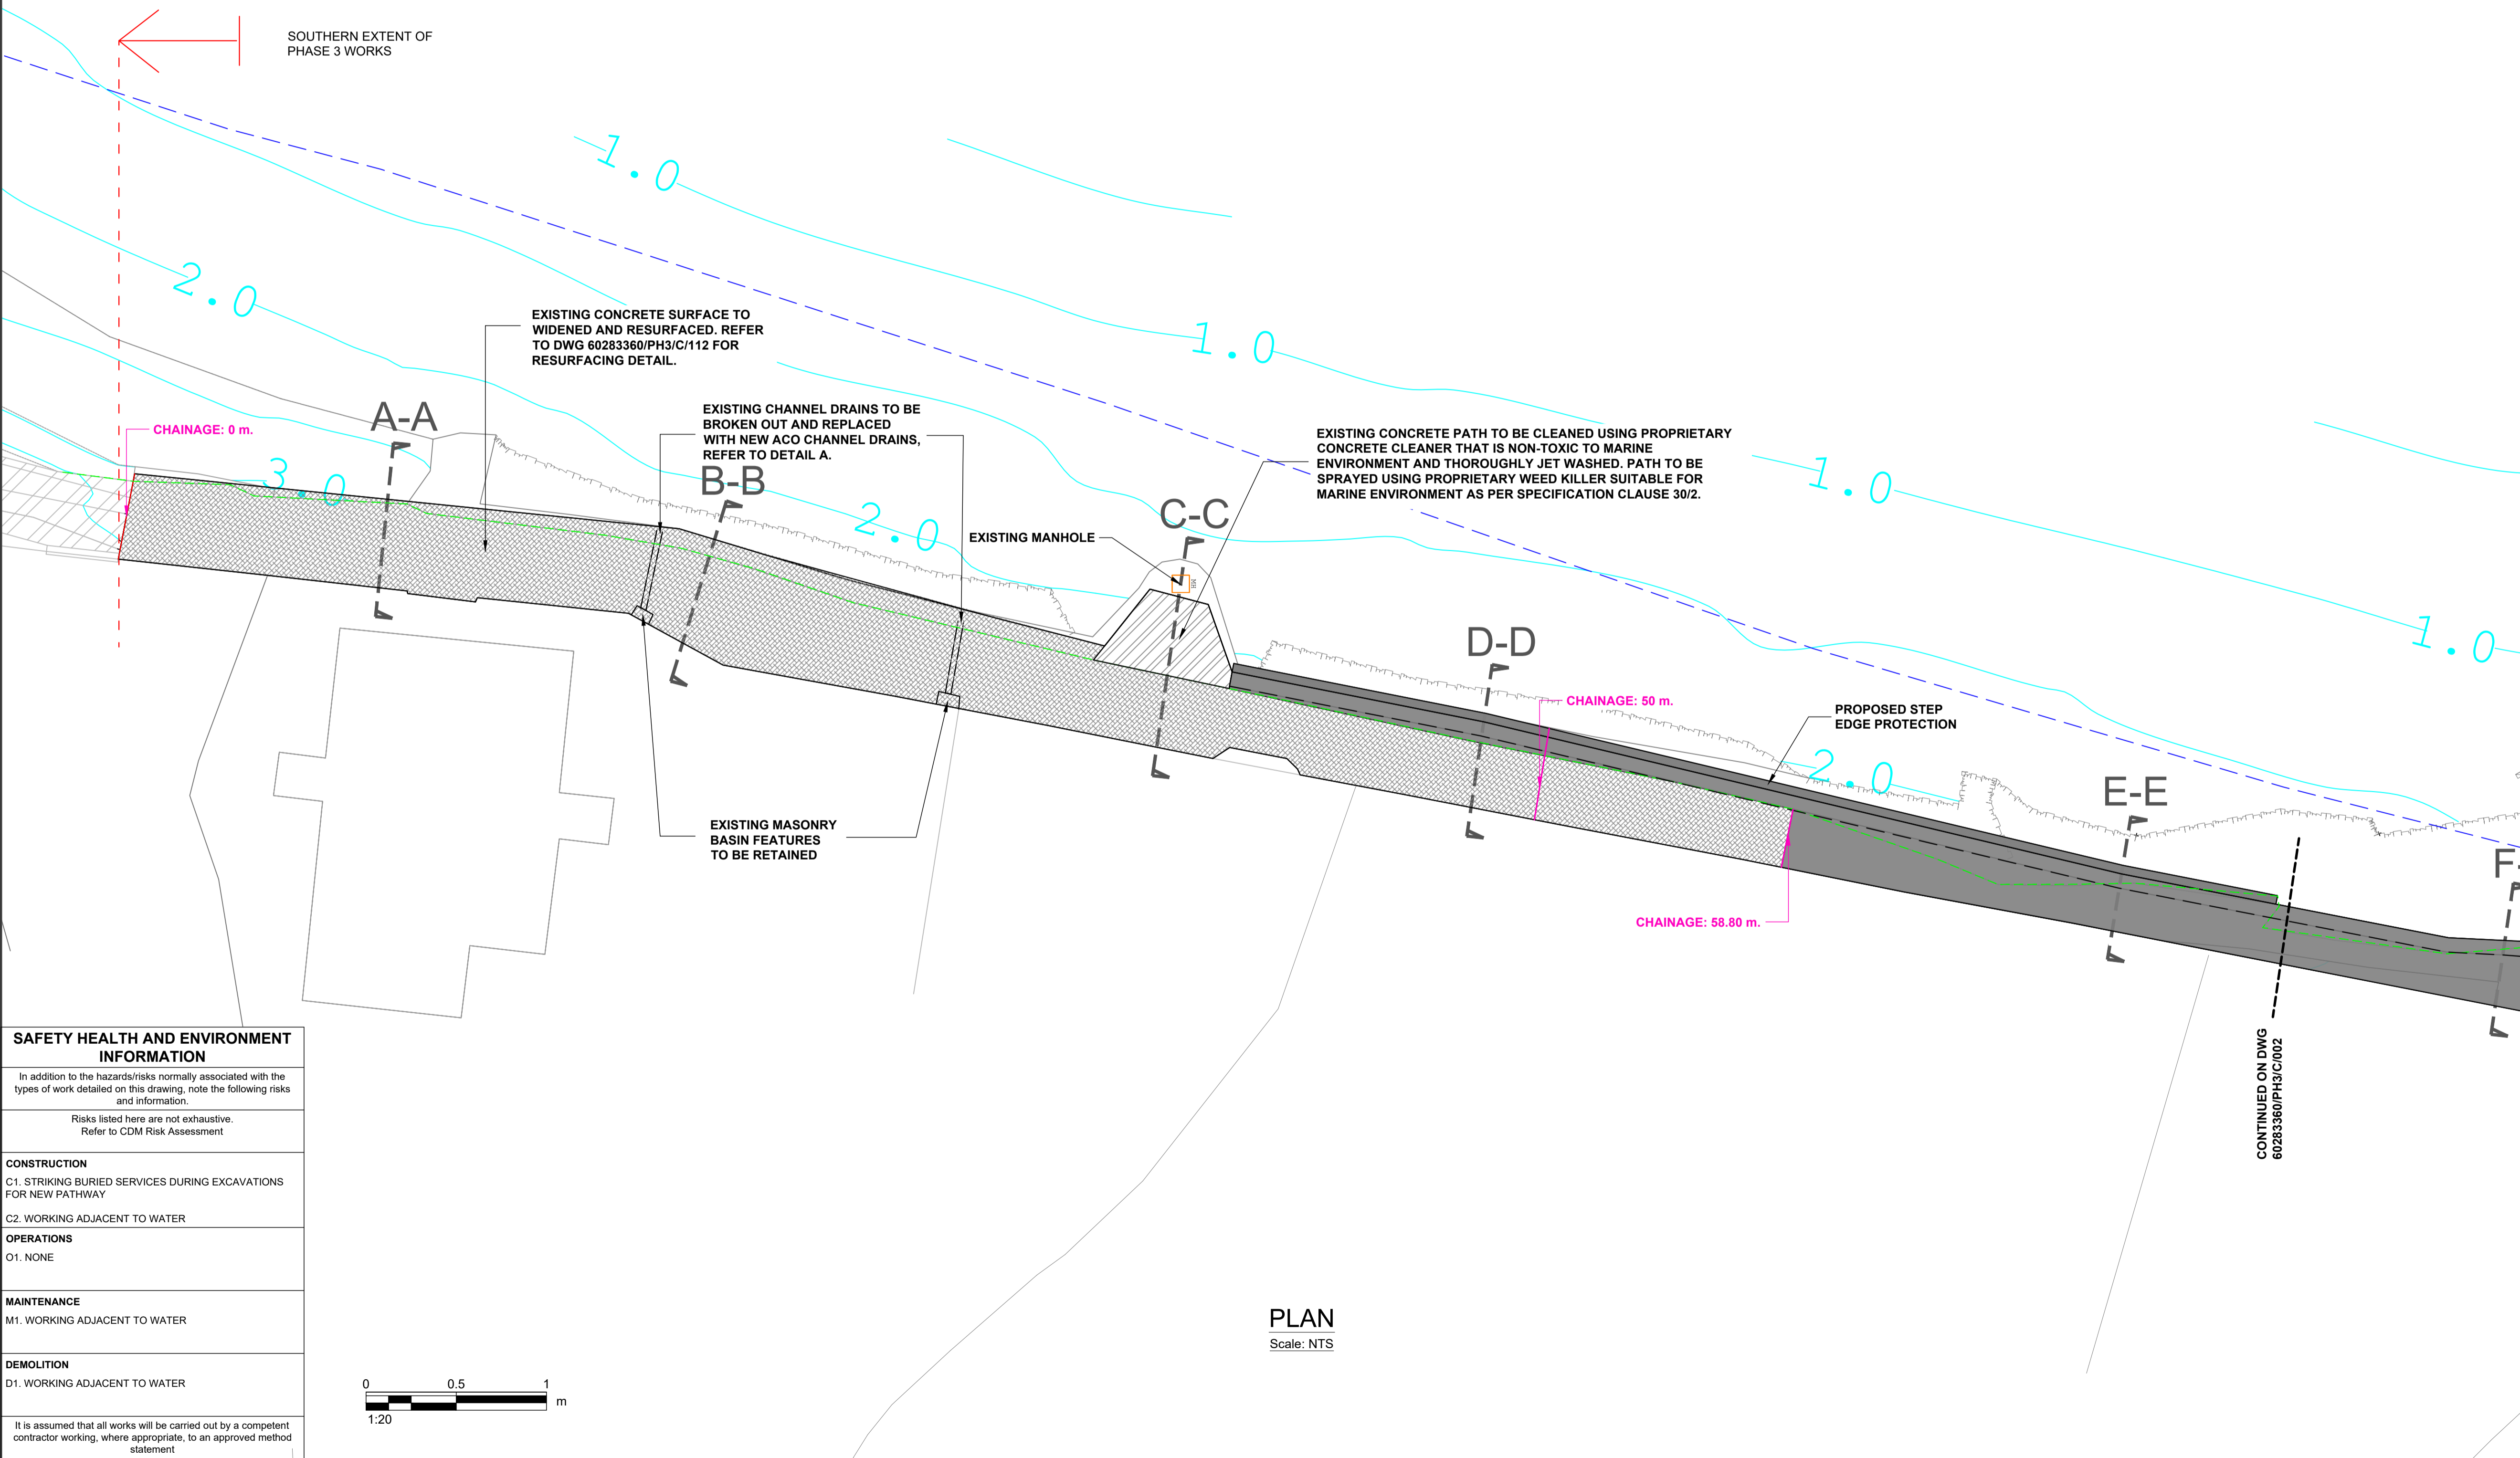 SOUTHERN EXTENT OF
PHASE 3 WORKS
1.0
2.0
EXISTING CONCRETE SURFACE TO
WIDENED AND RESURFACED. REFER
TO DWG 60283360/PH3/C/112 FOR
RESURFACING DETAIL.
1.0
A-A
CHAINAGE: 0 m.
EXISTING CHANNEL DRAINS TO BE
BROKEN OUT AND REPLACED
WITH NEW ACO CHANNEL DRAINS,
REFER TO DETAIL A.
EXISTING CONCRETE PATH TO BE CLEANED USING PROPRIETARY
CONCRETE CLEANER THAT IS NON-TOXIC TO MARINE
ENVIRONMENT AND THOROUGHLY JET WASHED. PATH TO BE
SPRAYED USING PROPRIETARY WEED KILLER SUITABLE FOR
MARINE ENVIRONMENT AS PER SPECIFICATION CLAUSE 30/2.
3.0
B-B
1.0
2.0
C-C
EXISTING MANHOLE
MH
D-D
1.0
CHAINAGE: 50 m.
PROPOSED STEP
EDGE PROTECTION
2.0
E-E
EXISTING MASONRY
BASIN FEATURES
TO BE RETAINED
F-
CHAINAGE: 58.80 m.
CONTINUED ON DWG
60283360/PH3/C/002
SAFETY HEALTH AND ENVIRONMENT
INFORMATION
In addition to the hazards/risks normally associated with the
types of work detailed on this drawing, note the following risks
and information.
Risks listed here are not exhaustive.
Refer to CDM Risk Assessment
CONSTRUCTION
C1. STRIKING BURIED SERVICES DURING EXCAVATIONS
FOR NEW PATHWAY
C2. WORKING ADJACENT TO WATER
OPERATIONS
O1. NONE
MAINTENANCE
M1. WORKING ADJACENT TO WATER
DEMOLITION
D1. WORKING ADJACENT TO WATER
It is assumed that all works will be carried out by a competent
contractor working, where appropriate, to an approved method
statement
0 0.5 1
m
1:20
PLAN
Scale: NTS